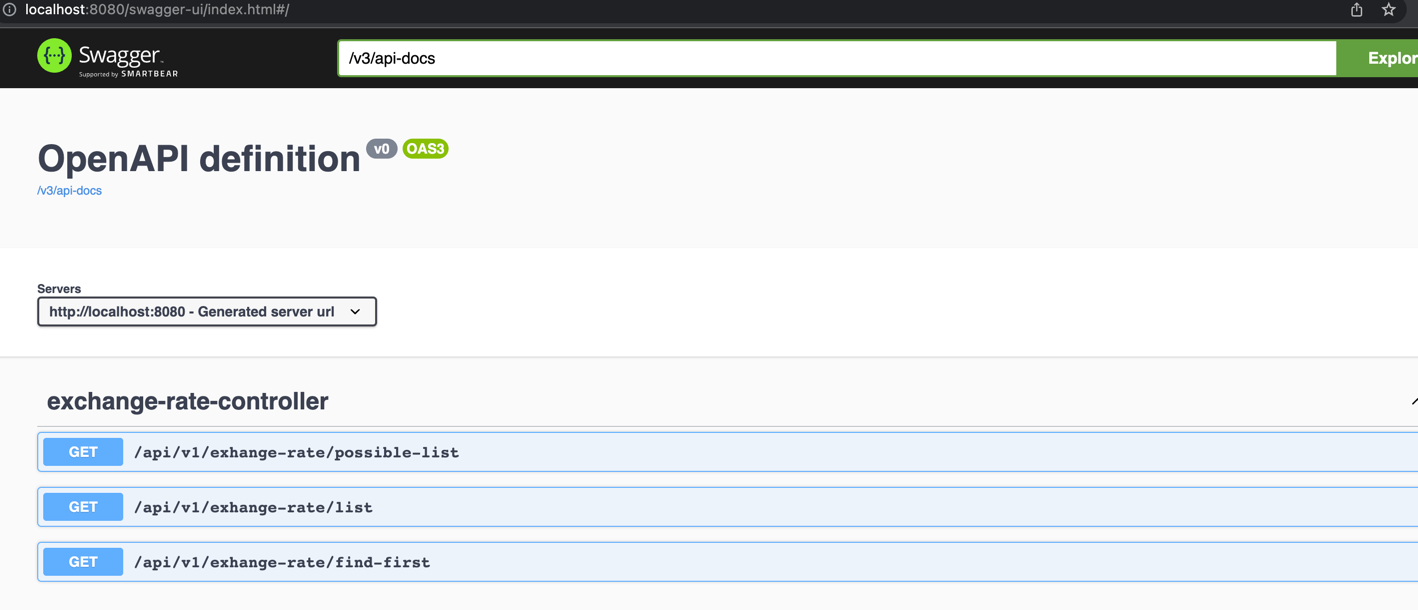 localhost:8080/swagger-ui/index.html#/
{···} Swagger.
Supported by SMARTBEAR
/v3/api-docs
Explor
OpenAPI definition v0 OAS3
/v3/api-docs
Servers
http://localhost:8080 - Generated server url
exchange-rate-controller
GET /api/v1/exhange-rate/possible-list
GET /api/v1/exhange-rate/list
GET /api/v1/exhange-rate/find-first